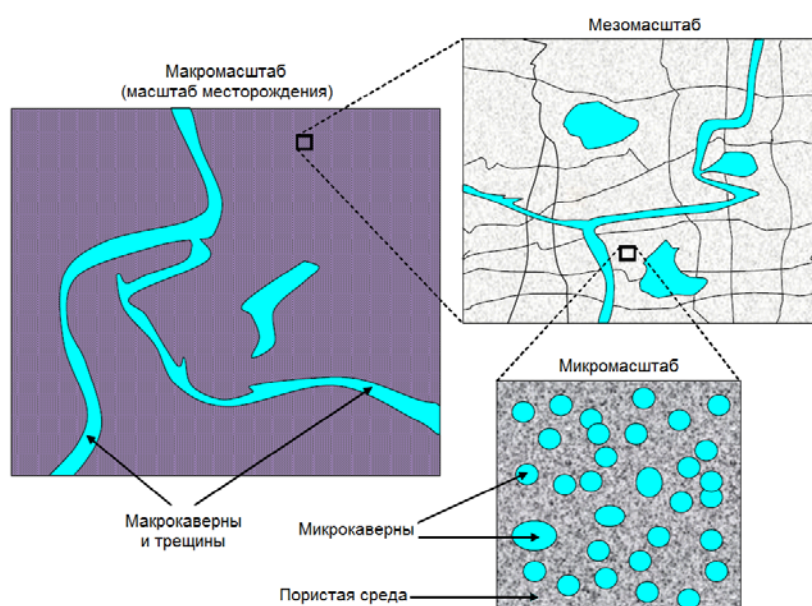 Макромасштаб
(масштаб месторождения)
Мезомасштаб
Микромасштаб
Макрокаверны
и трещины
Микрокаверны
Пористая среда